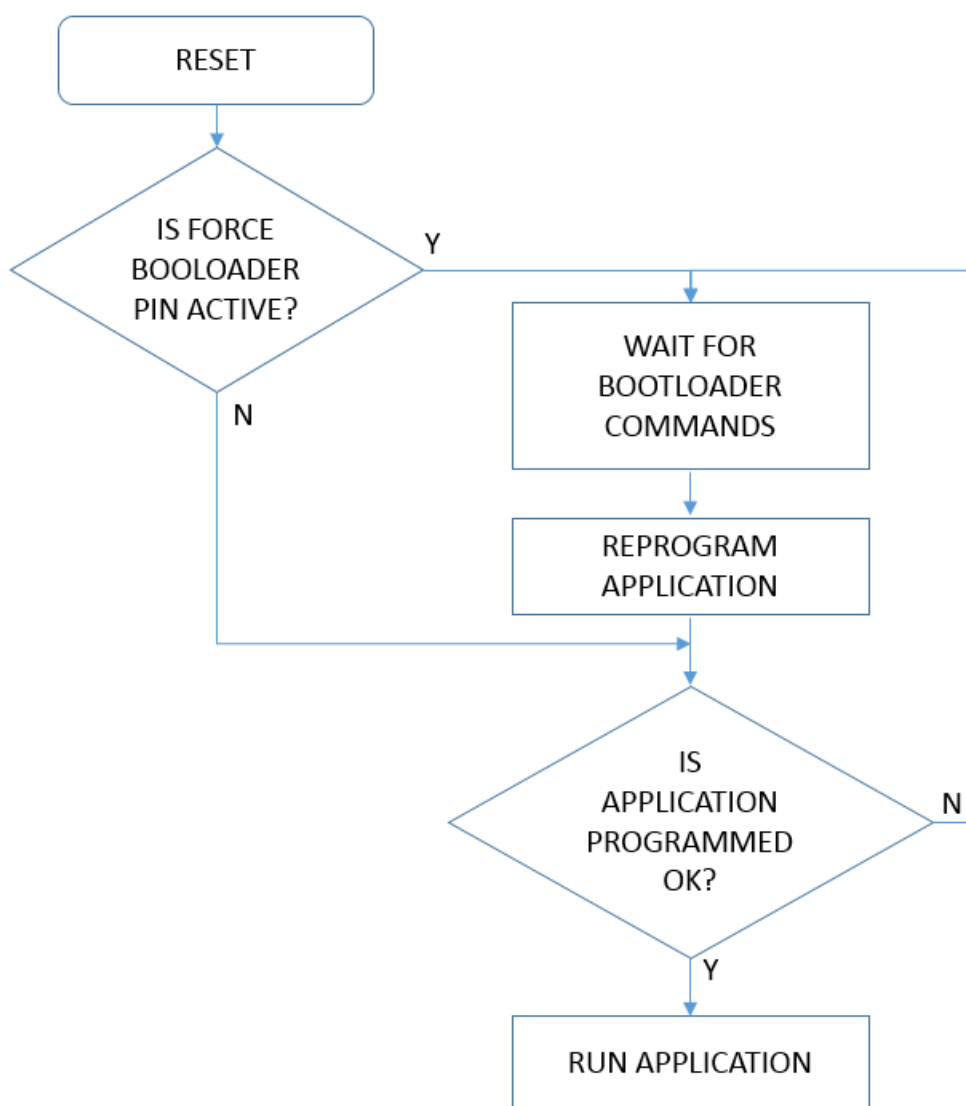 RESET
IS FORCE
BOOLOADER
PIN ACTIVE?
Y
N
WAIT FOR
BOOTLOADER
COMMANDS
REPROGRAM
APPLICATION
IS
APPLICATION
PROGRAMMED
OK?
N
Y
RUN APPLICATION